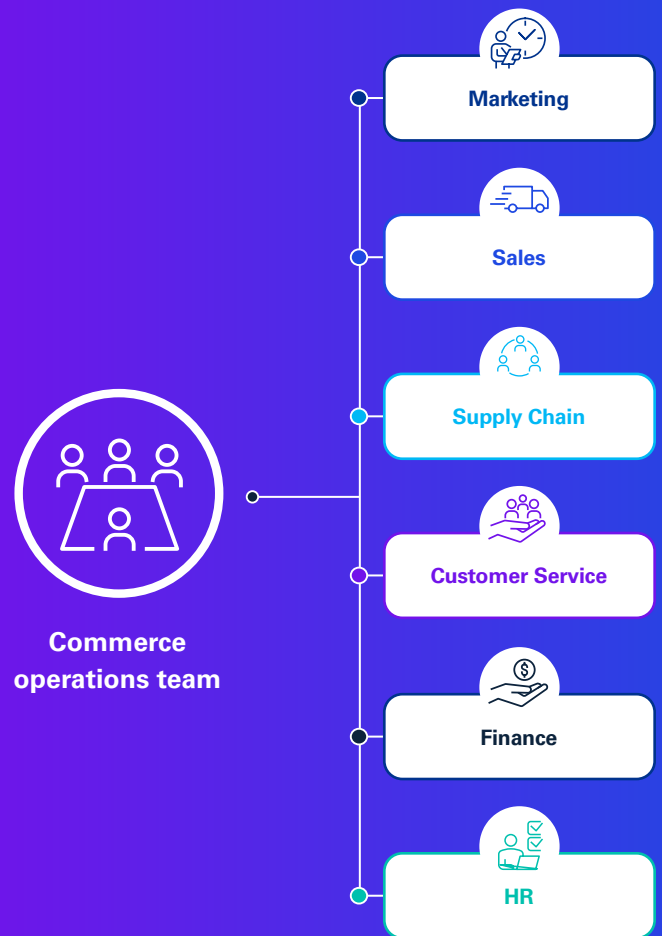 Marketing
Sales
Supply Chain
Customer Service
Finance
HR
Commerce
operations team